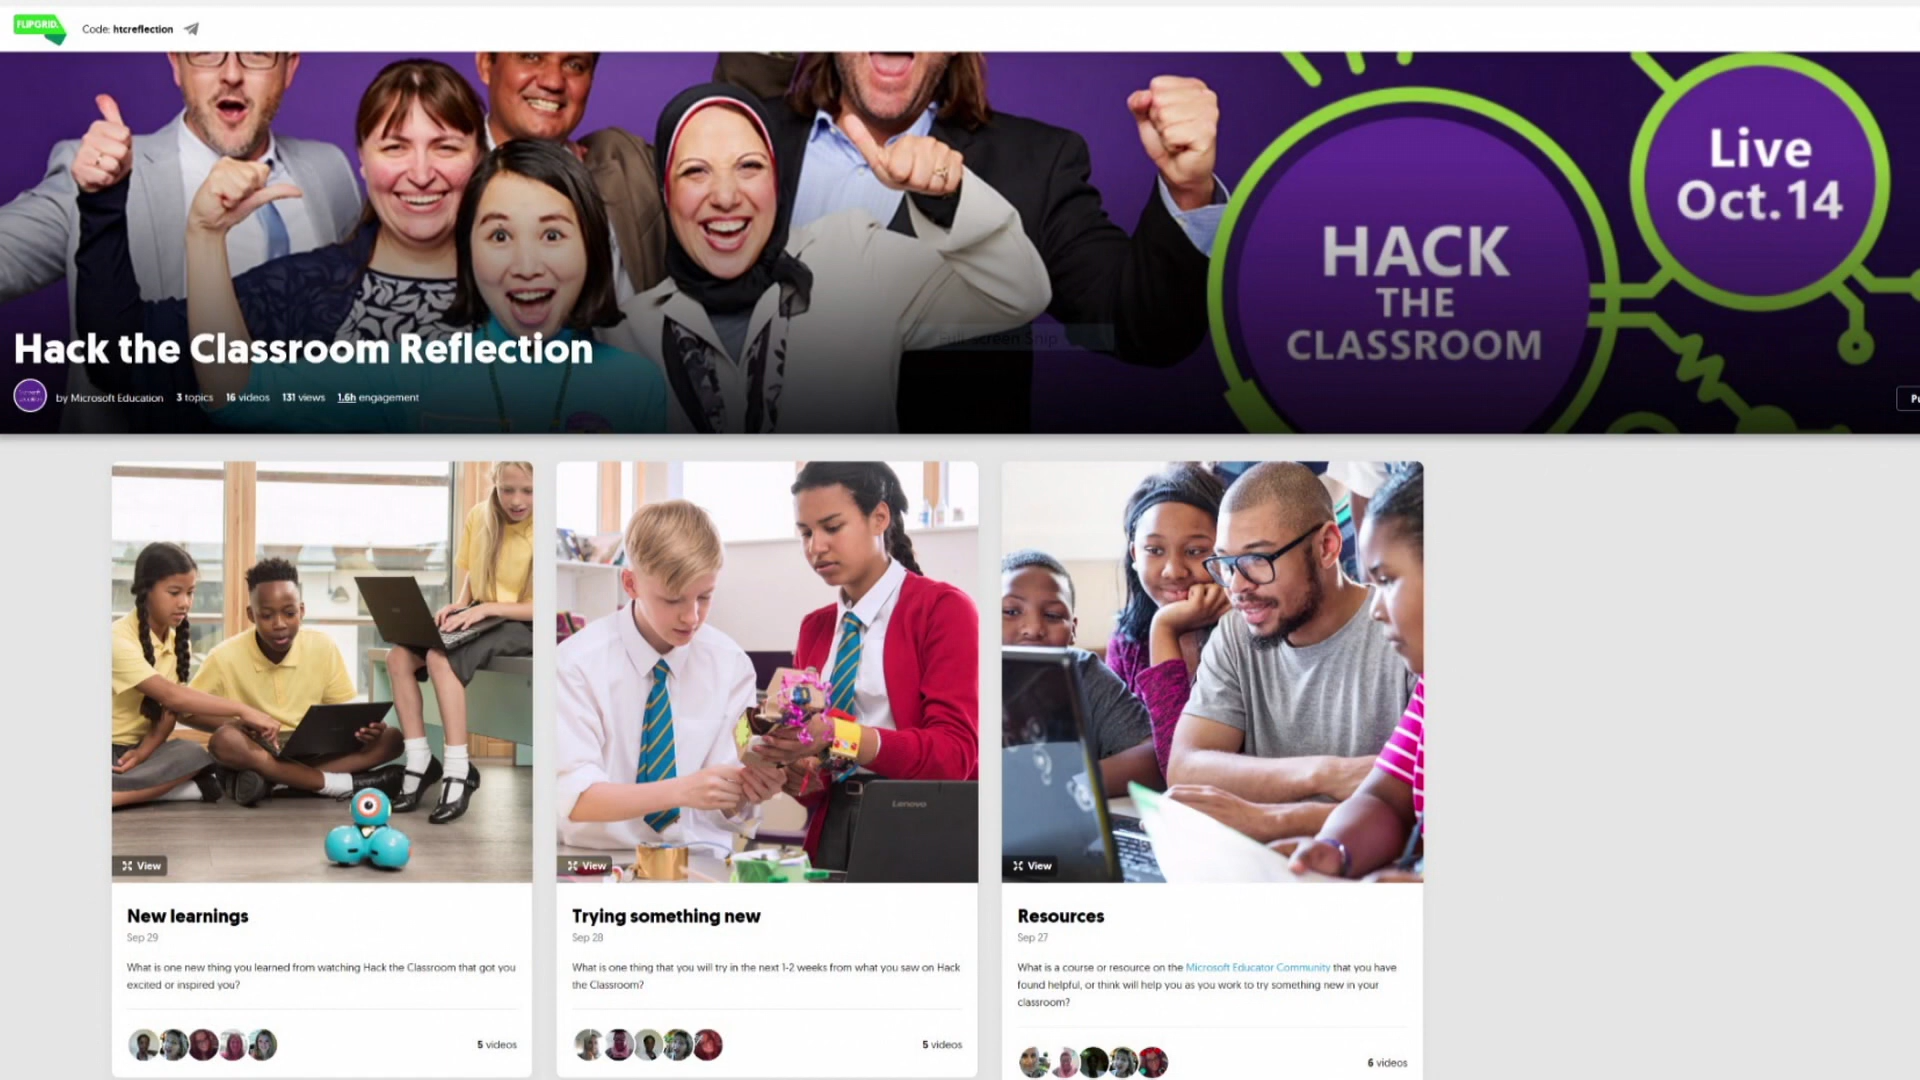 FLIPGRID.
Code: htcreflection
Live
Oct.14
HACK
THE
CLASSROOM
Full-screen Snip
Hack the Classroom Reflection
by Microsoft Education 3 topics 16 videos 131 views 1.6h engagement
View
View
View
Lenovo
New learnings
Sep 29
What is one new thing you learned from watching Hack the Classroom that got you
excited or inspired you?
5 videos
Trying something new
Sep 28
What is one thing that you will try in the next 1-2 weeks from what you saw on Hack
the Classroom?
5 videos
Resources
Sep 27
What is a course or resource on the Microsoft Educator Community that you have
found helpful, or think will help you as you work to try something new in your
classroom?
6 videos